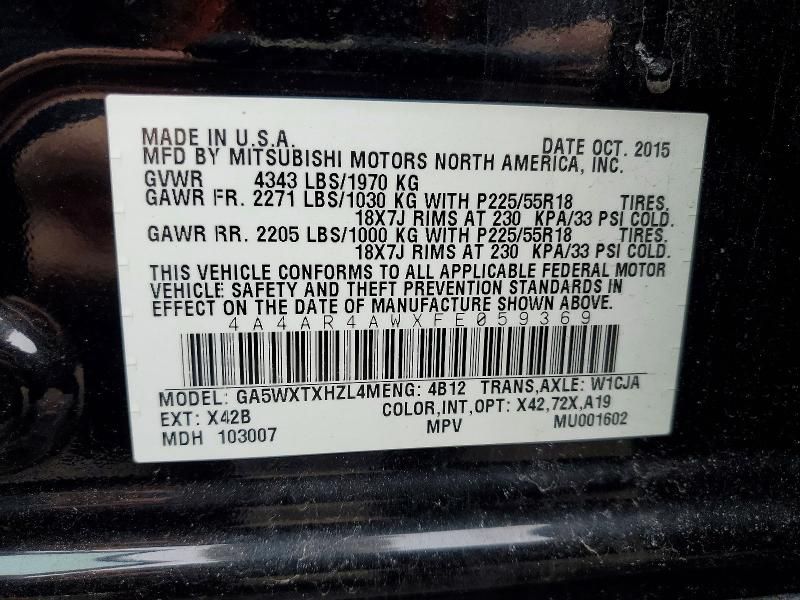 MADE IN U.S.A. DATE OCT. 2015
MFD BY MITSUBISHI MOTORS NORTH AMERICA, INC.
GVWR 4343 LBS/1970 KG
GAWR FR. 2271 LBS/1030 KG WITH P225/55R18 TIRES.
18X7J RIMS AT 230 KPA/33 PSI COLD.
GAWR RR. 2205 LBS/1000 KG WITH P225/55R18 TIRES.
18X7J RIMS AT 230 KPA/33 PSI COLD.
THIS VEHICLE CONFORMS TO ALL APPLICABLE FEDERAL MOTOR
VEHICLE SAFETY AND THEFT PREVENTION STANDARDS IN
EFFECT ON THE DATE OF MANUFACTURE SHOWN ABOVE.
4A4AR4AWXFE059369
MODEL: GA5WXTXHZL4MENG: 4B12 TRANS,AXLE: W1CJA
EXT: X42B COLOR,INT,OPT: X42,72X,A19
MDH 103007 MPV MU001602